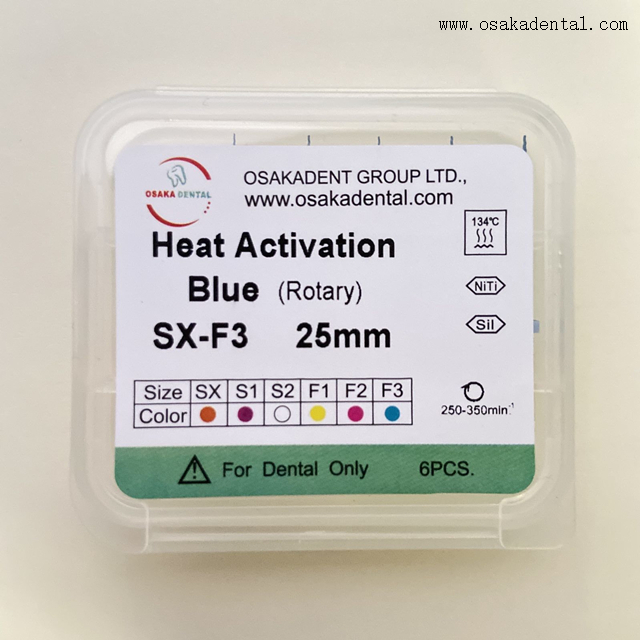 www.osakadental.com
OSAKA DENTAL
OSAKADENT GROUP LTD.,
www.osakadental.com
134℃
Heat Activation
Blue (Rotary)
NiTi
SX-F3 25mm
Sil
Size SX S1 S2 F1 F2 F3
Color
250-350min⁻¹
For Dental Only 6PCS.